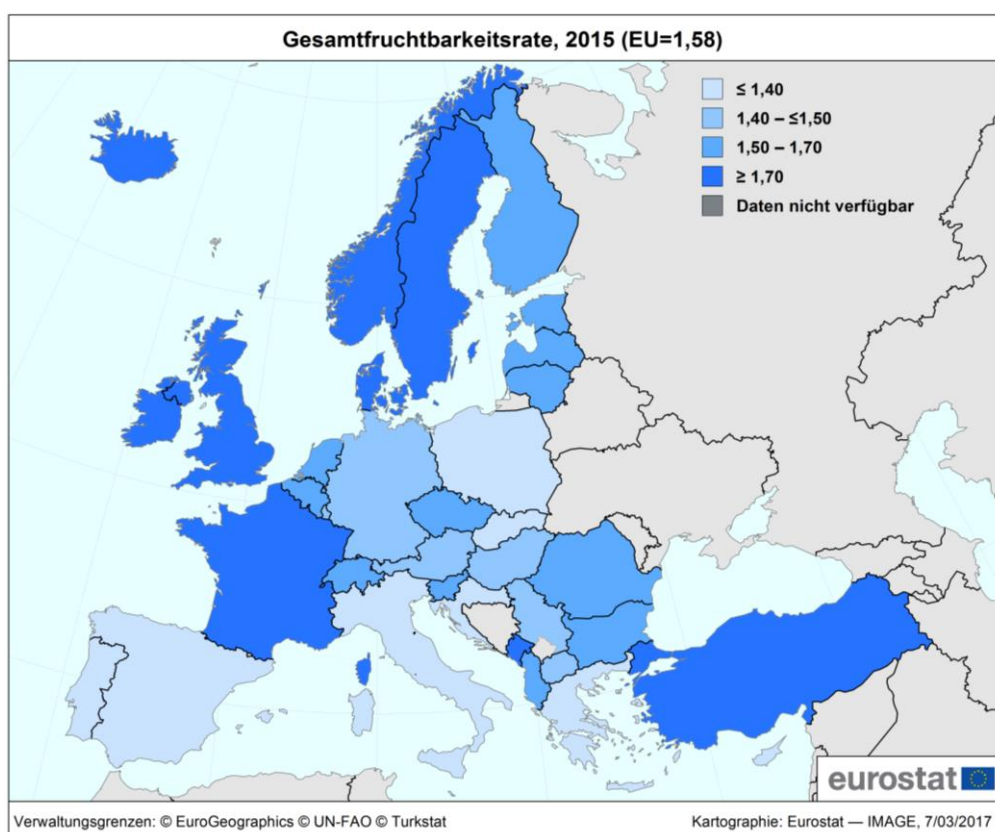 Gesamtfruchtbarkeitsrate, 2015 (EU=1,58)
≤ 1,40
1,40 – ≤1,50
1,50 – 1,70
≥ 1,70
Daten nicht verfügbar
eurostat
Verwaltungsgrenzen: © EuroGeographics © UN-FAO © Turkstat
Kartographie: Eurostat — IMAGE, 7/03/2017